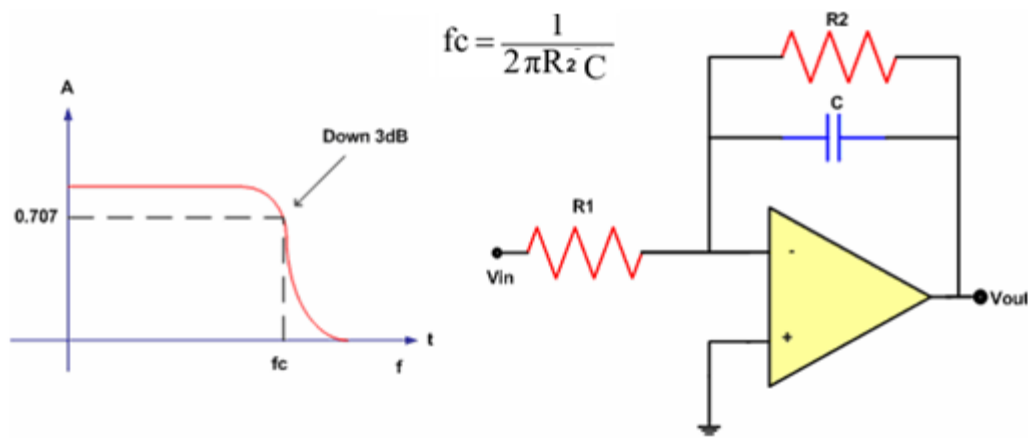 fc = 1 / 2πR2 C
A
Down 3dB
0.707
fc
t
f
R2
C
R1
Vin
-
+
Vout